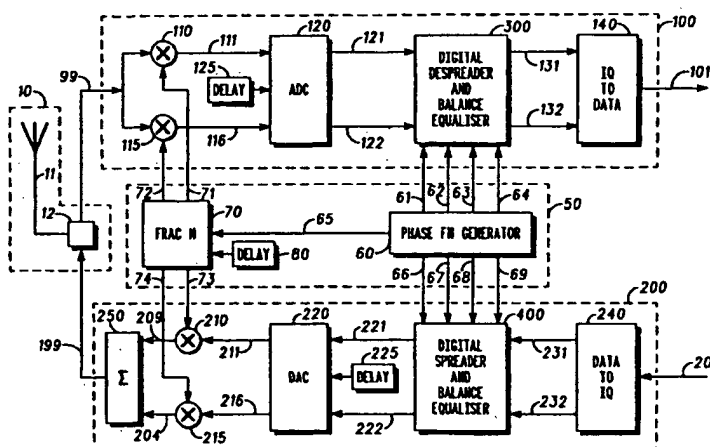 110 111 120 121 300 140 100
99 125 131 101
10 DELAY ADC DIGITAL
DESPREADER
AND
BALANCE
EQUALISER IQ
TO
DATA
11 115 116 122 132
12 72 71 61 62 63 64 50
70 65
FRAC N 60 PHASE FN GENERATOR
DELAY 80
74 73 66 67 68 69
200
250 209 210 220 221 400 240
199 Σ 211 DAC 225 231 20
DELAY DIGITAL
SPREADER
AND
BALANCE
EQUALISER DATA
TO
IQ
204 215 216 222 232